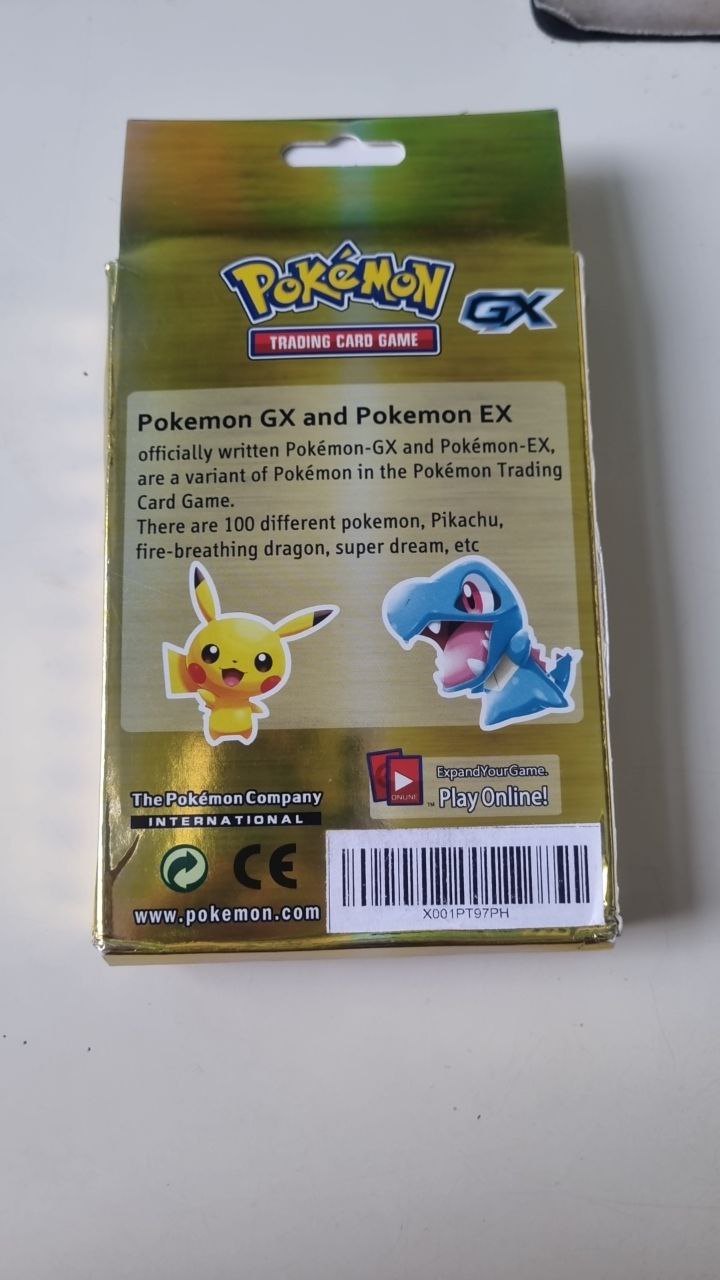 POKéMON
GX
TRADING CARD GAME
Pokemon GX and Pokemon EX
officially written Pokémon-GX and Pokémon-EX,
are a variant of Pokémon in the Pokémon Trading
Card Game.
There are 100 different pokemon, Pikachu,
fire-breathing dragon, super dream, etc
ONLINE
ExpandYourGame.
™ Play Online!
The Pokémon Company
INTERNATIONAL
CE
www.pokemon.com
X001PT97PH